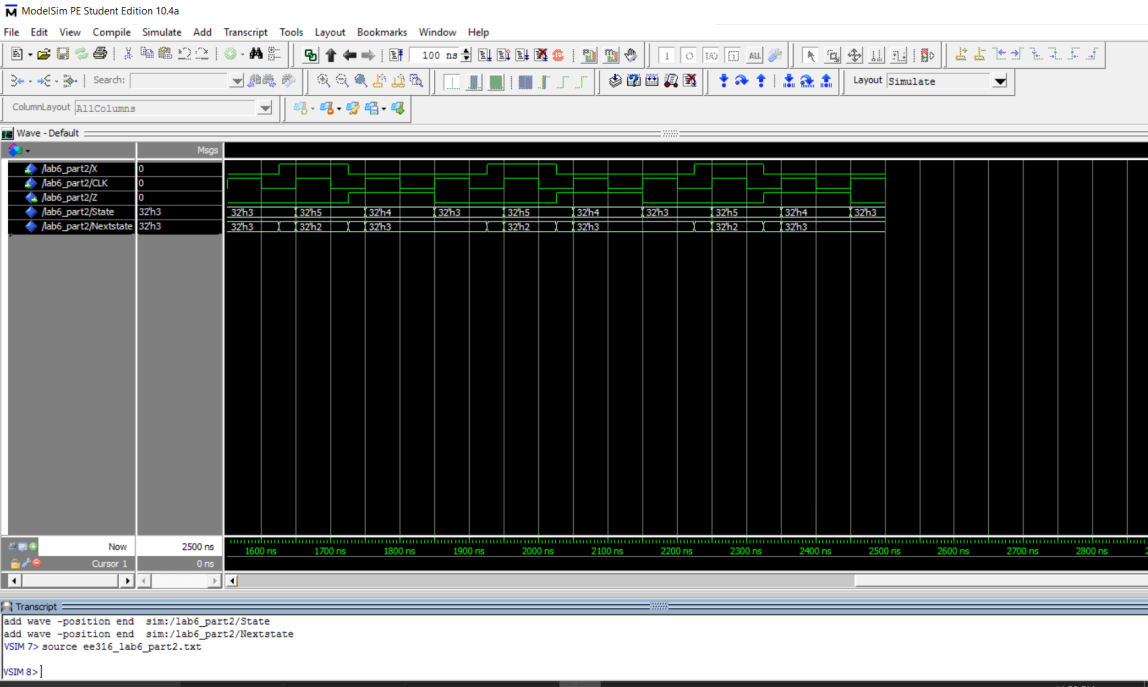 ModelSim PE Student Edition 10.4a
File Edit View Compile Simulate Add Transcript Tools Layout Bookmarks Window Help
100 ns
ALL
Search:
Layout Simulate
ColumnLayout AllColumns
Wave - Default
Msgs
/lab6_part2/X 0
/lab6_part2/CLK 0
/lab6_part2/Z 0
/lab6_part2/State 32'h3 32'h3 32'h5 32'h4 32'h3 32'h5 32'h4 32'h3 32'h5 32'h4 32'h3
/lab6_part2/Nextstate 32'h3 32'h3 32'h2 32'h3 32'h2 32'h3 32'h2 32'h3
Now 2500 ns 1600 ns 1700 ns 1800 ns 1900 ns 2000 ns 2100 ns 2200 ns 2300 ns 2400 ns 2500 ns 2600 ns 2700 ns 2800 ns
Cursor 1 0 ns
Transcript
add wave -position end sim:/lab6_part2/State
add wave -position end sim:/lab6_part2/Nextstate
VSIM 7> source ee316_lab6_part2.txt
VSIM 8>